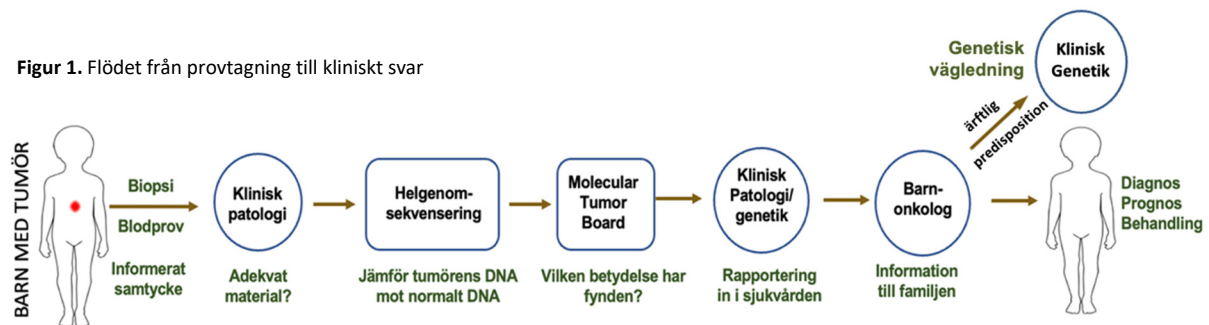 Figur 1. Flödet från provtagning till kliniskt svar
BARN MED TUMÖR
Biopsi
Blodprov
Informerat
samtycke
Klinisk
patologi
Adekvat
material?
Helgenom-
sekvensering
Jämför tumörens DNA
mot normalt DNA
Molecular
Tumor
Board
Vilken betydelse har
fynden?
Klinisk
Patologi/
genetik
Rapportering
in i sjukvården
Barn-
onkolog
Information
till familjen
ärftlig
predisposition
Genetisk
vägledning
Klinisk
Genetik
Diagnos
Prognos
Behandling